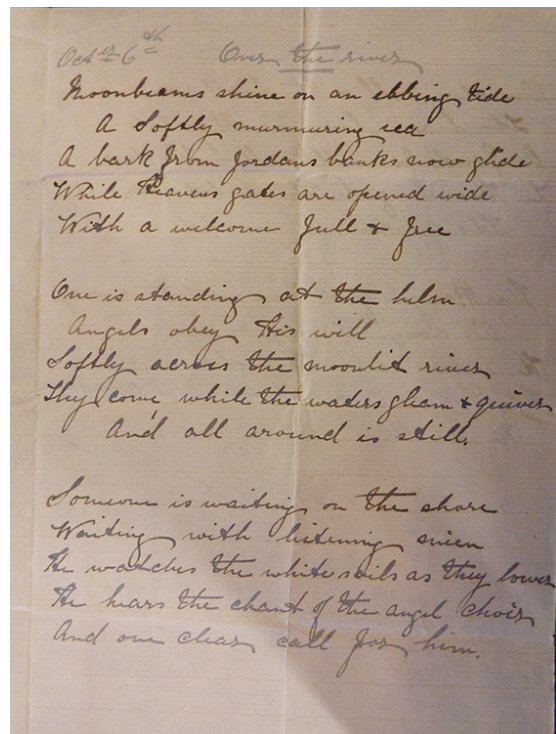 Oct 26th Over the river
Moonbeams shine on an ebbing tide
A Softly murmuring sea
A bark from Jordans banks now glide
While Heavens gates are opened wide
With a welcome full & free
One is standing at the helm
Angels obey His will
Softly across the moonlit river
They come while the waters gleam & quiver
And all around is still.
Someone is waiting on the shore
Waiting with listening mien
He watches the white sails as they lower
He hears the chant of the angel choir
And one clear call for him.